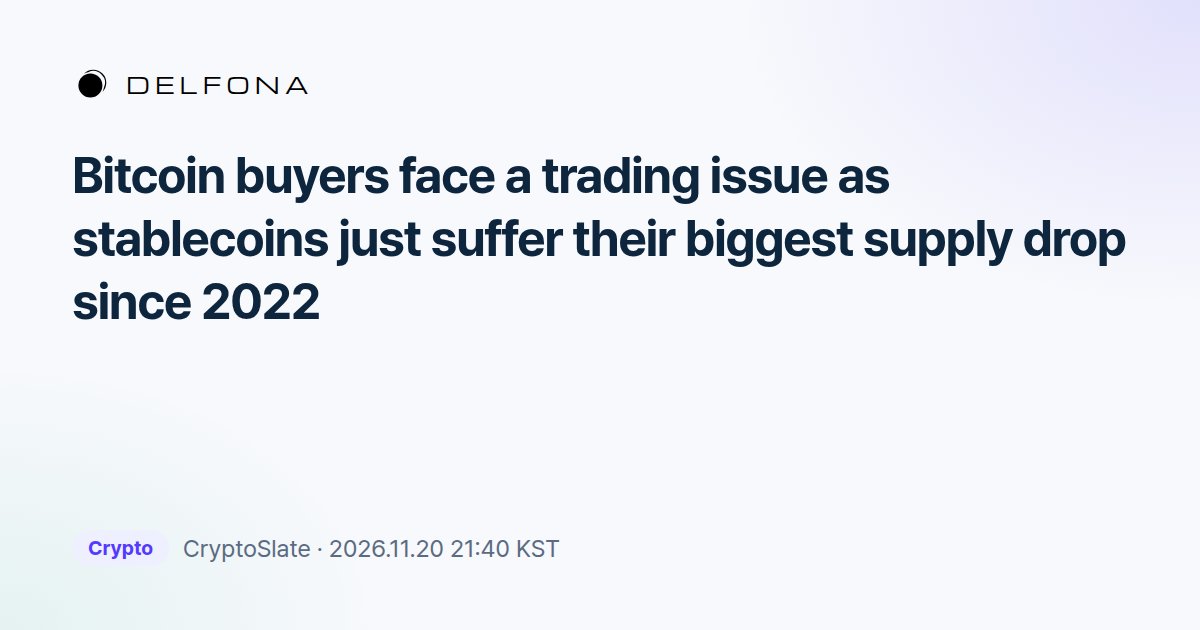 DELFONA
Bitcoin buyers face a trading issue as
stablecoins just suffer their biggest supply drop
since 2022
Crypto CryptoSlate · 2026.11.20 21:40 KST